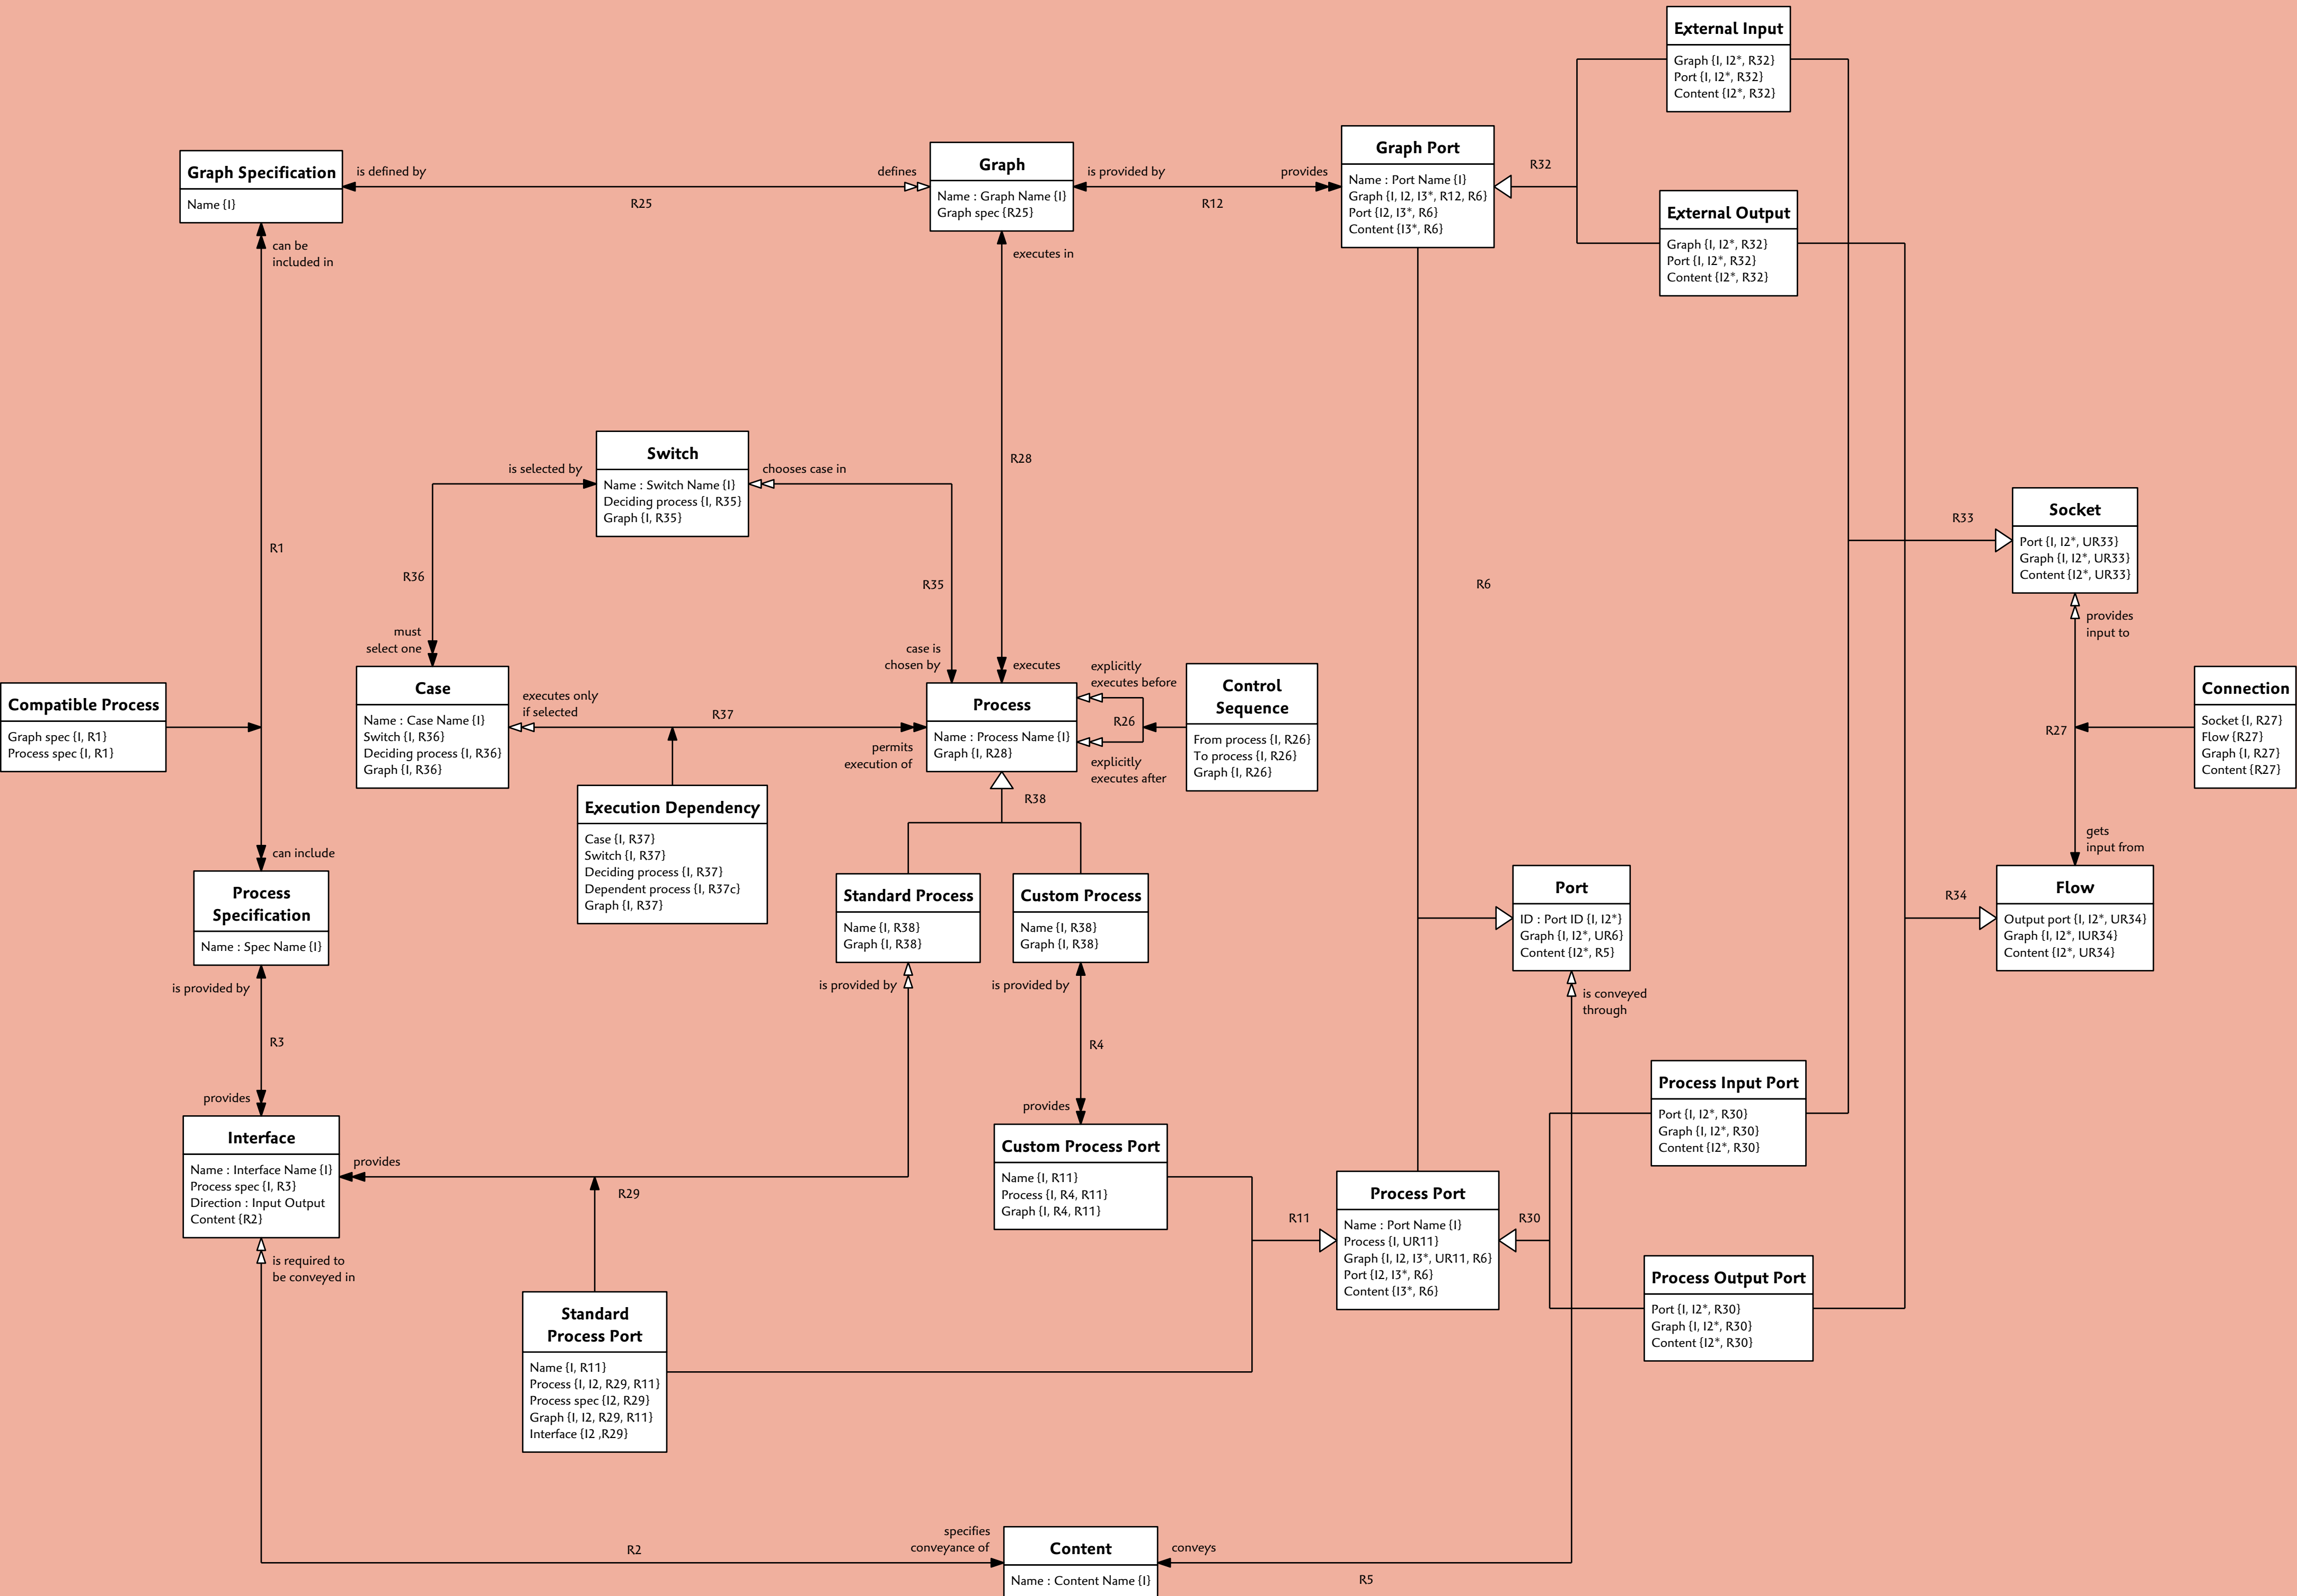 External Input
Graph {I, I2*, R32}
Port {I, I2*, R32}
Content {I2*, R32}
Graph Specification
Name {I}
is defined by
defines
R25
Graph
Name : Graph Name {I}
Graph spec {R25}
is provided by
provides
R12
Graph Port
Name : Port Name {I}
Graph {I, I2, I3*, R12, R6}
Port {I2, I3*, R6}
Content {I3*, R6}
R32
External Output
Graph {I, I2*, R32}
Port {I, I2*, R32}
Content {I2*, R32}
can be
included in
executes in
R28
R1
Switch
Name : Switch Name {I}
Deciding process {I, R35}
Graph {I, R35}
is selected by
chooses case in
R36
R35
must
select one
case is
chosen by
executes
R6
R33
Socket
Port {I, I2*, UR33}
Graph {I, I2*, UR33}
Content {I2*, UR33}
provides
input to
Compatible Process
Graph spec {I, R1}
Process spec {I, R1}
Case
Name : Case Name {I}
Switch {I, R36}
Deciding process {I, R36}
Graph {I, R36}
executes only
if selected
R37
permits
execution of
Process
Name : Process Name {I}
Graph {I, R28}
explicitly
executes before
R26
explicitly
executes after
Control
Sequence
From process {I, R26}
To process {I, R26}
Graph {I, R26}
R27
Connection
Socket {I, R27}
Flow {R27}
Graph {I, R27}
Content {R27}
gets
input from
R38
Execution Dependency
Case {I, R37}
Switch {I, R37}
Deciding process {I, R37}
Dependent process {I, R37c}
Graph {I, R37}
can include
Process
Specification
Name : Spec Name {I}
Standard Process
Name {I, R38}
Graph {I, R38}
Custom Process
Name {I, R38}
Graph {I, R38}
Port
ID : Port ID {I, I2*}
Graph {I, I2*, UR6}
Content {I2*, R5}
R34
Flow
Output port {I, I2*, UR34}
Graph {I, I2*, IUR34}
Content {I2*, UR34}
is provided by
is provided by
is provided by
is conveyed
through
R3
R4
provides
provides
Interface
Name : Interface Name {I}
Process spec {I, R3}
Direction : Input Output
Content {R2}
provides
R29
Custom Process Port
Name {I, R11}
Process {I, R4, R11}
Graph {I, R4, R11}
R11
Process Port
Name : Port Name {I}
Process {I, UR11}
Graph {I, I2, I3*, UR11, R6}
Port {I2, I3*, R6}
Content {I3*, R6}
R30
Process Input Port
Port {I, I2*, R30}
Graph {I, I2*, R30}
Content {I2*, R30}
Process Output Port
Port {I, I2*, R30}
Graph {I, I2*, R30}
Content {I2*, R30}
is required to
be conveyed in
Standard
Process Port
Name {I, R11}
Process {I, I2, R29, R11}
Process spec {I2, R29}
Graph {I, I2, R29, R11}
Interface {I2 ,R29}
R2
specifies
conveyance of
Content
Name : Content Name {I}
conveys
R5